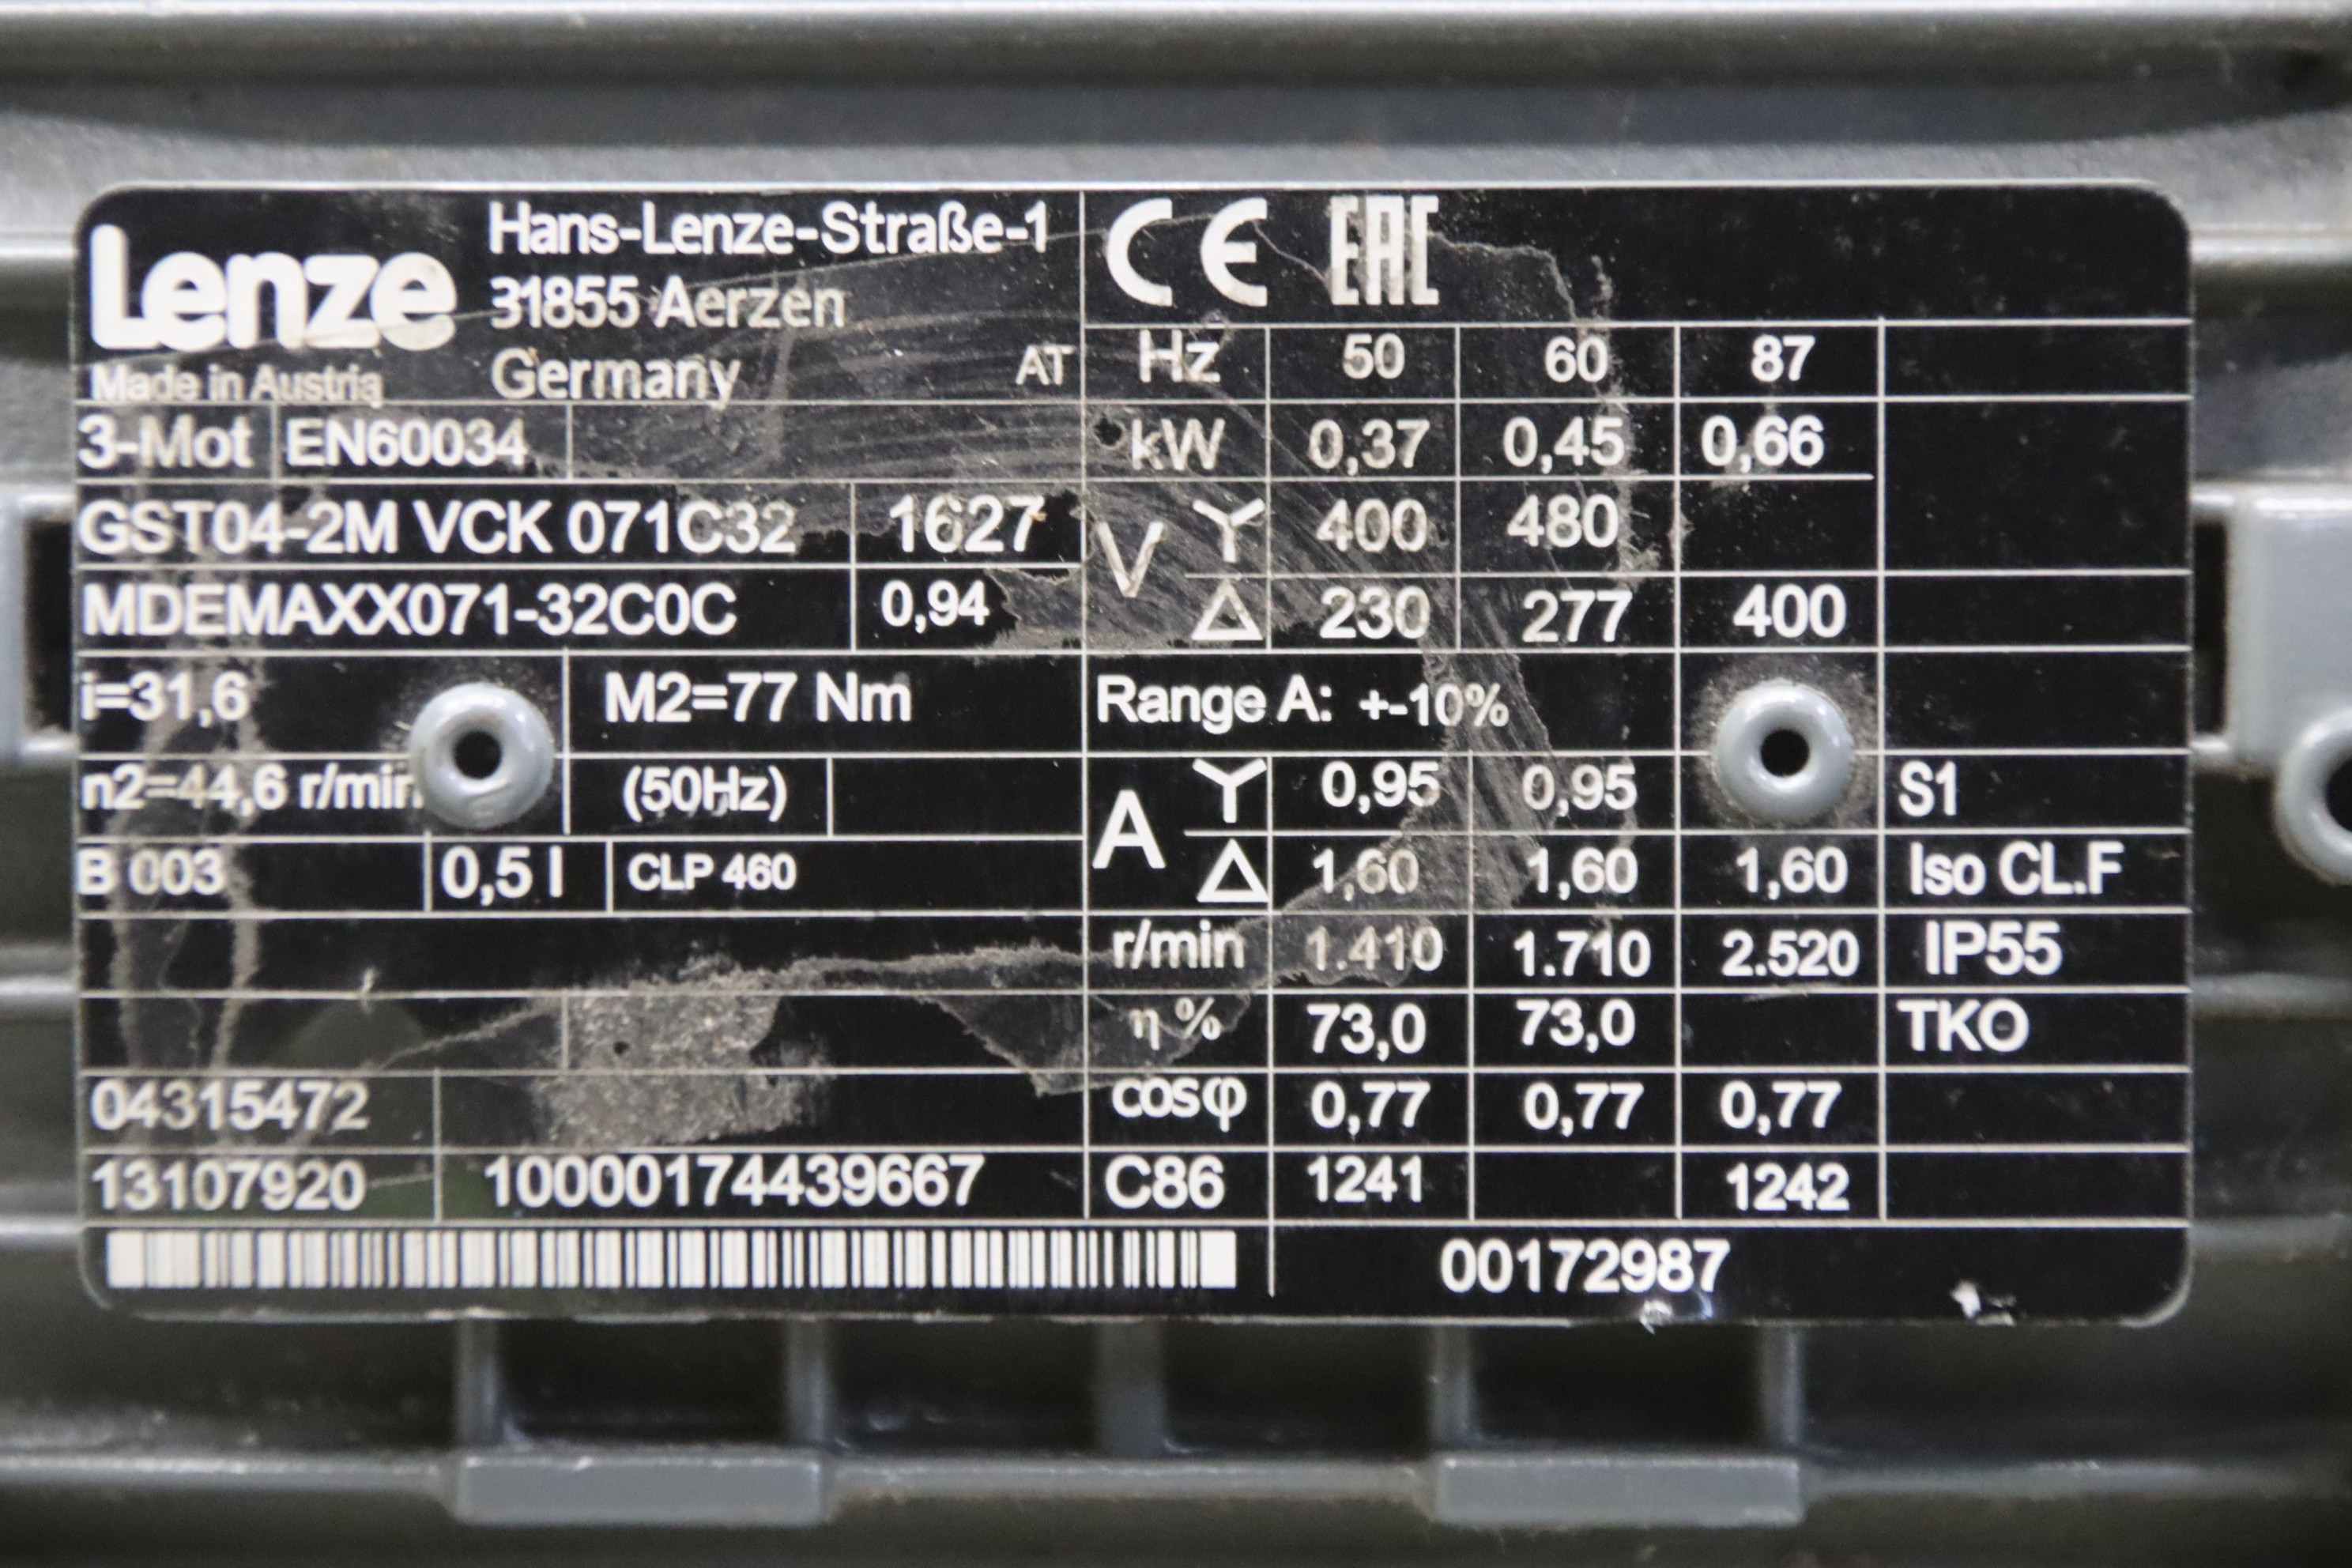 Lenze
Hans-Lenze-Straße-1
31855 Aerzen
Germany
Made in Austria
AT
CE EAC
3-Mot EN60034
GST04-2M VCK 071C32 1627
MDEMAXX071-32C0C 0,94
i=31,6 M2=77 Nm
n2=44,6 r/min (50Hz)
B 003 0,5 l CLP 460
04315472
13107920 10000174439667
Hz 50 60 87
kW 0,37 0,45 0,66
V Y 400 480
Δ 230 277 400
Range A: +-10%
A Y 0,95 0,95 S1
Δ 1,60 1,60 1,60 Iso CL.F
r/min 1.410 1.710 2.520 IP55
η % 73,0 73,0 TKO
cosφ 0,77 0,77 0,77
C86 1241 1242
00172987